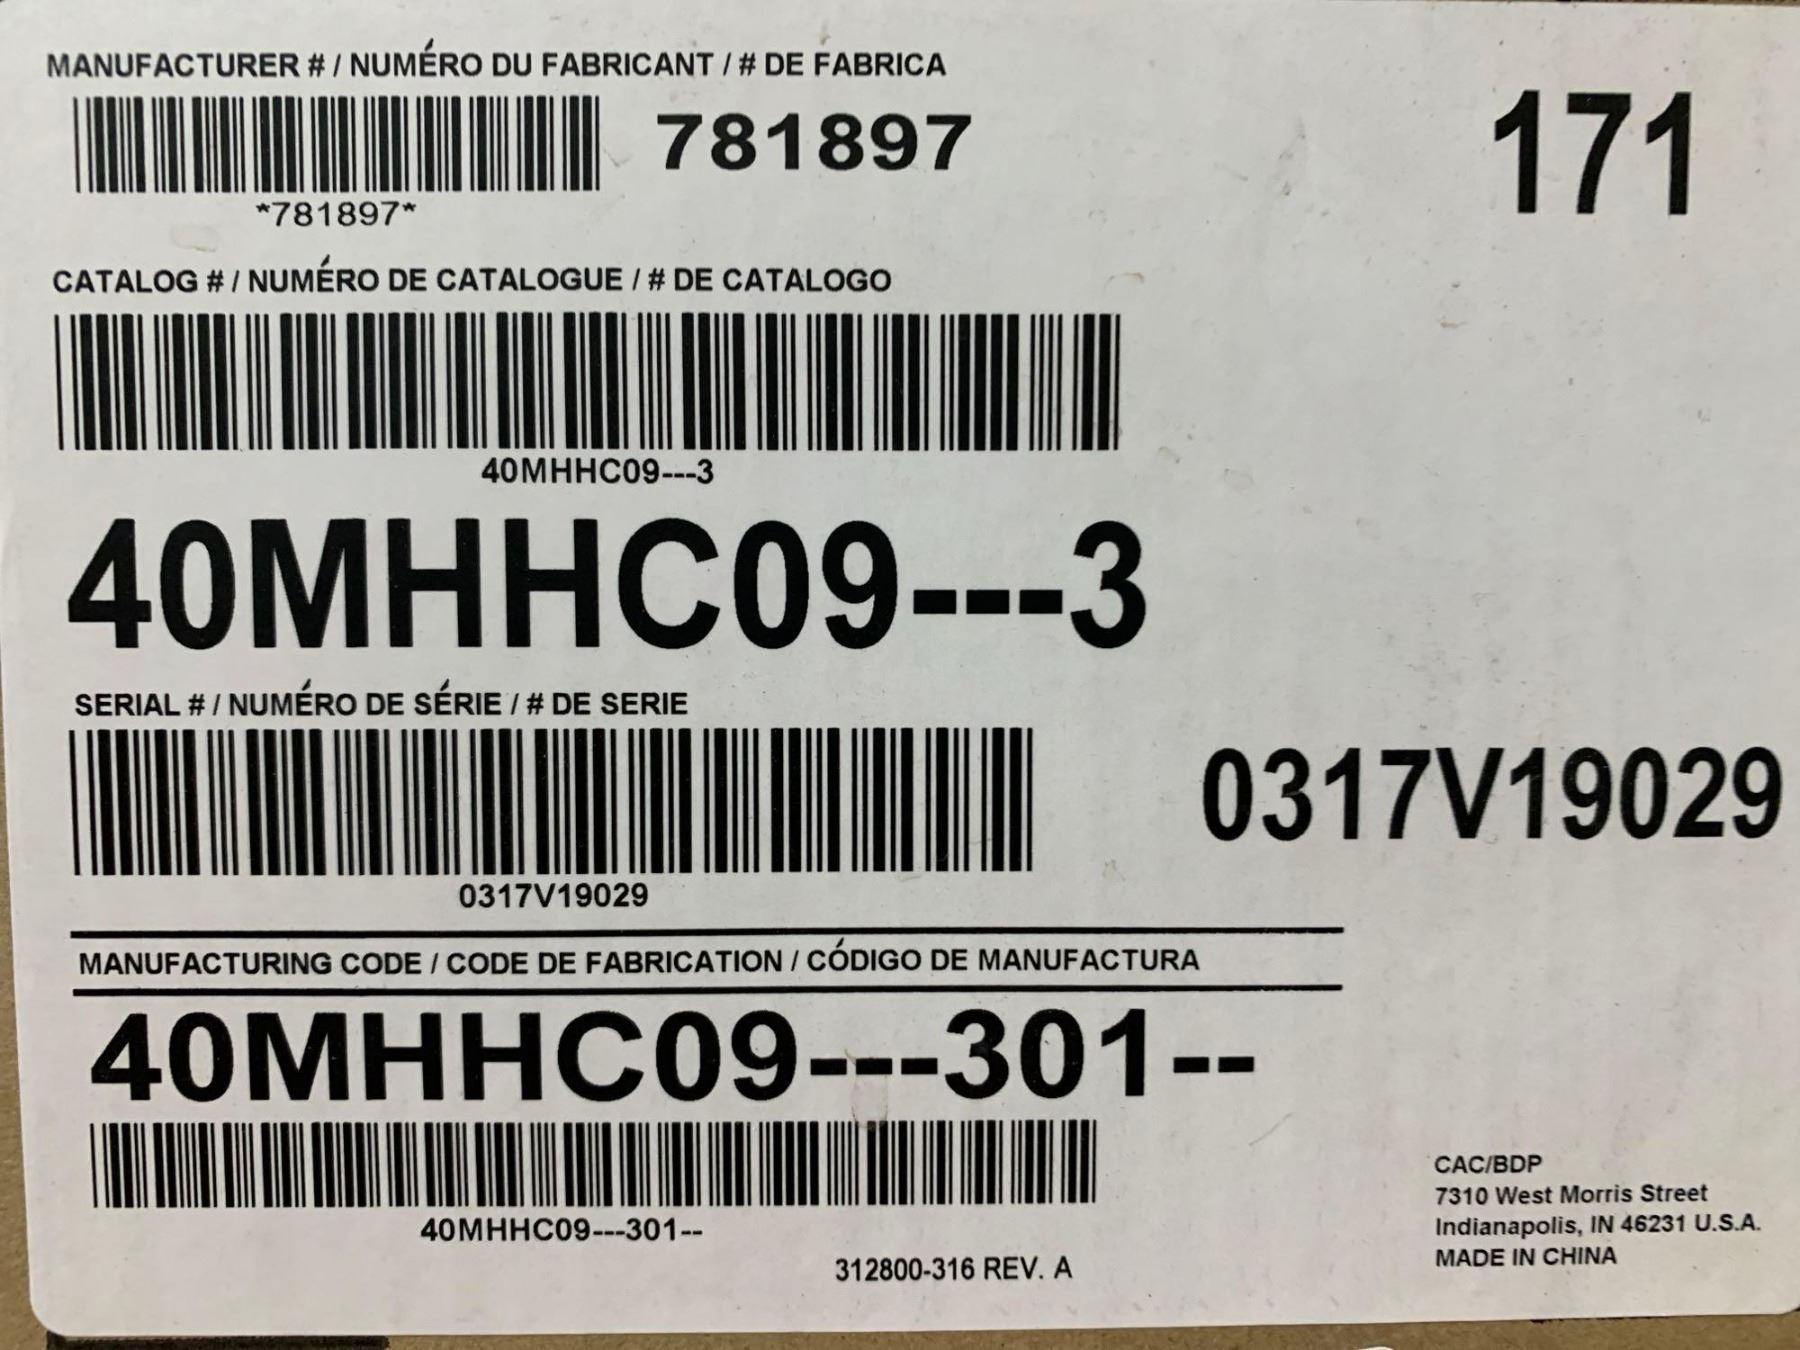 MANUFACTURER # / NUMÉRO DU FABRICANT / # DE FABRICA
781897
171
*781897*
CATALOG # / NUMÉRO DE CATALOGUE / # DE CATALOGO
40MHHC09---3
40MHHC09---3
SERIAL # / NUMÉRO DE SÉRIE / # DE SERIE
0317V19029
0317V19029
MANUFACTURING CODE / CODE DE FABRICATION / CÓDIGO DE MANUFACTURA
40MHHC09---301--
40MHHC09---301--
312800-316 REV. A
CAC/BDP
7310 West Morris Street
Indianapolis, IN 46231 U.S.A.
MADE IN CHINA